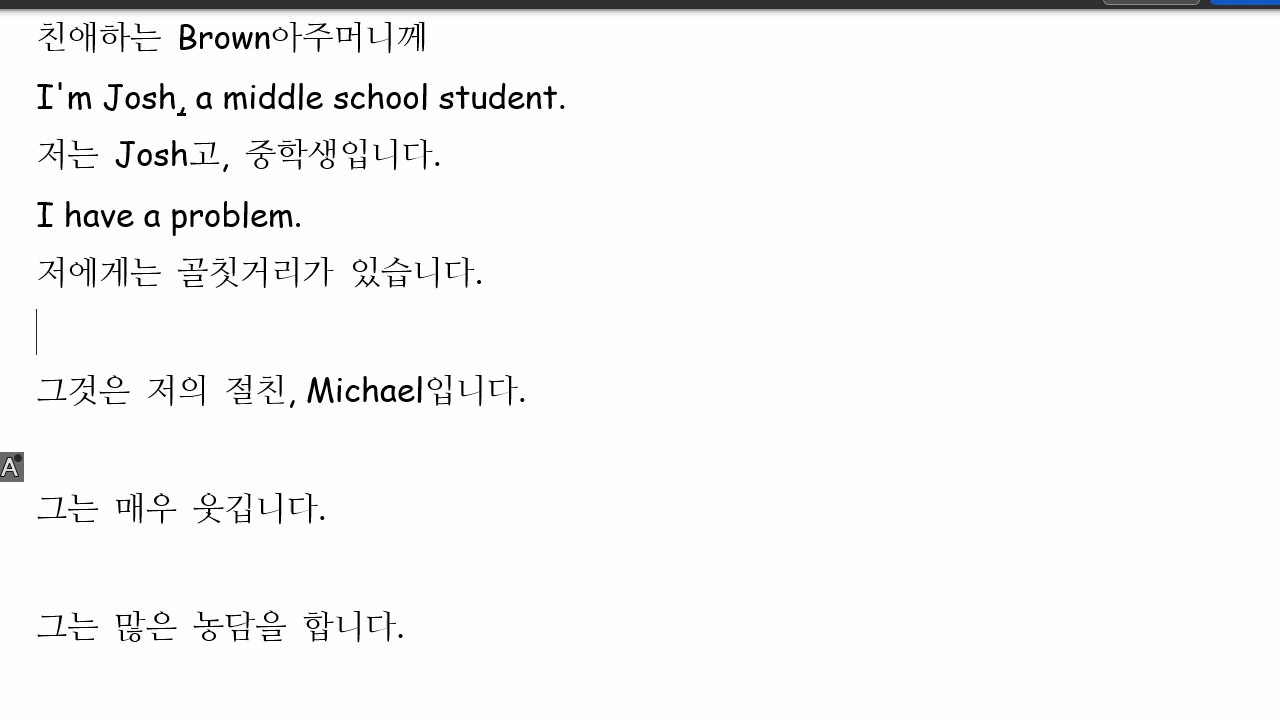 친애하는 Brown아주머니께
I'm Josh, a middle school student.
저는 Josh고, 중학생입니다.
I have a problem.
저에게는 골칫거리가 있습니다.
그것은 저의 절친, Michael입니다.
A
그는 매우 웃깁니다.
그는 많은 농담을 합니다.